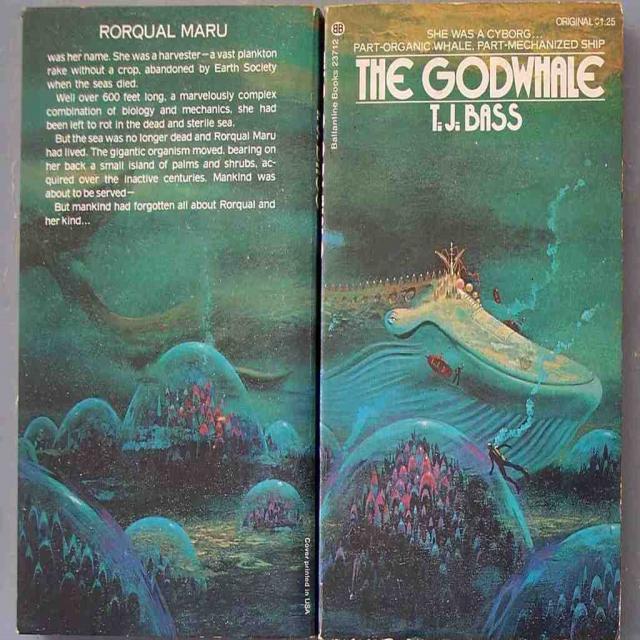 RORQUAL MARU
was her name. She was a harvester—a vast plankton
rake without a crop, abandoned by Earth Society
when the seas died.
Well over 600 feet long, a marvelously complex
combination of biology and mechanics, she had
been left to rot in the dead and sterile sea.
But the sea was no longer dead and Rorqual Maru
had lived. The gigantic organism moved, bearing on
her back a small island of palms and shrubs, ac-
quired over the inactive centuries. Mankind was
about to be served—
But mankind had forgotten all about Rorqual and
her kind...
Cover printed in USA
BB
Ballantine Books 23712
ORIGINAL $1.25
SHE WAS A CYBORG...
PART-ORGANIC WHALE, PART-MECHANIZED SHIP
THE GODWHALE
T.J. BASS